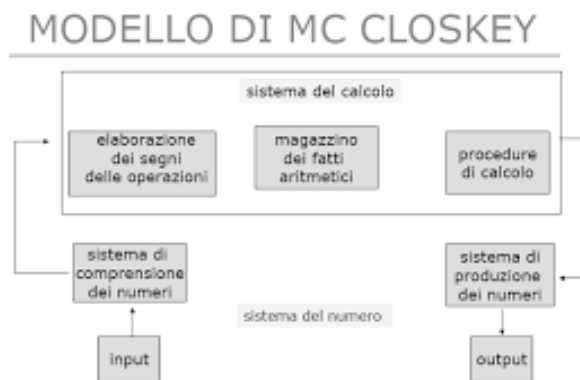 MODELLO DI MC CLOSKEY
sistema del calcolo
elaborazione
dei segni
delle operazioni
magazzino
dei fatti
aritmetici
procedure
di calcolo
sistema di
comprensione
dei numeri
sistema di
produzione
dei numeri
sistema del numero
input
output